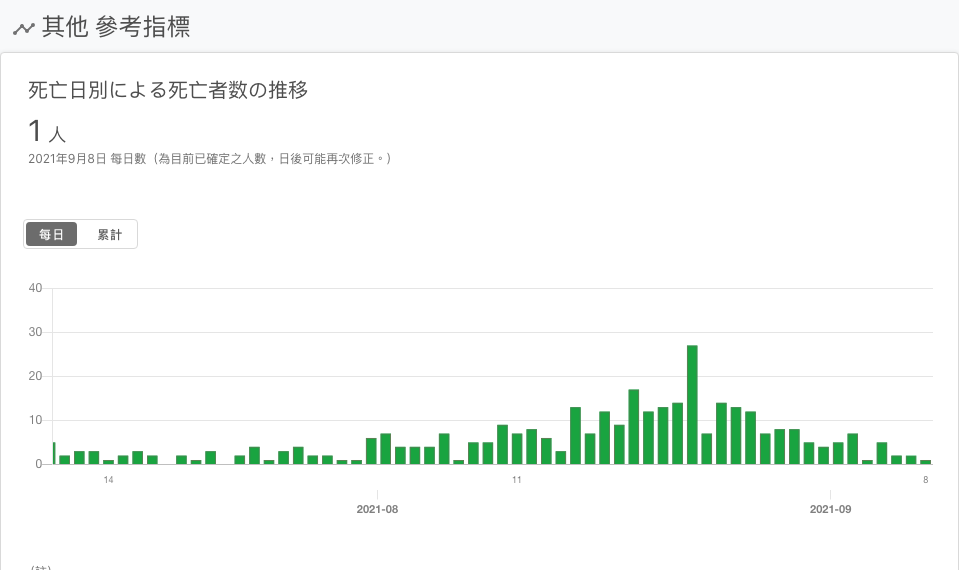 其他 參考指標
死亡日別による死亡者数の推移
1 人
2021年9月8日 每日數（為目前已確定之人數，日後可能再次修正。）
每日 累計
40
30
20
10
0
14 11 8
2021-08 2021-09